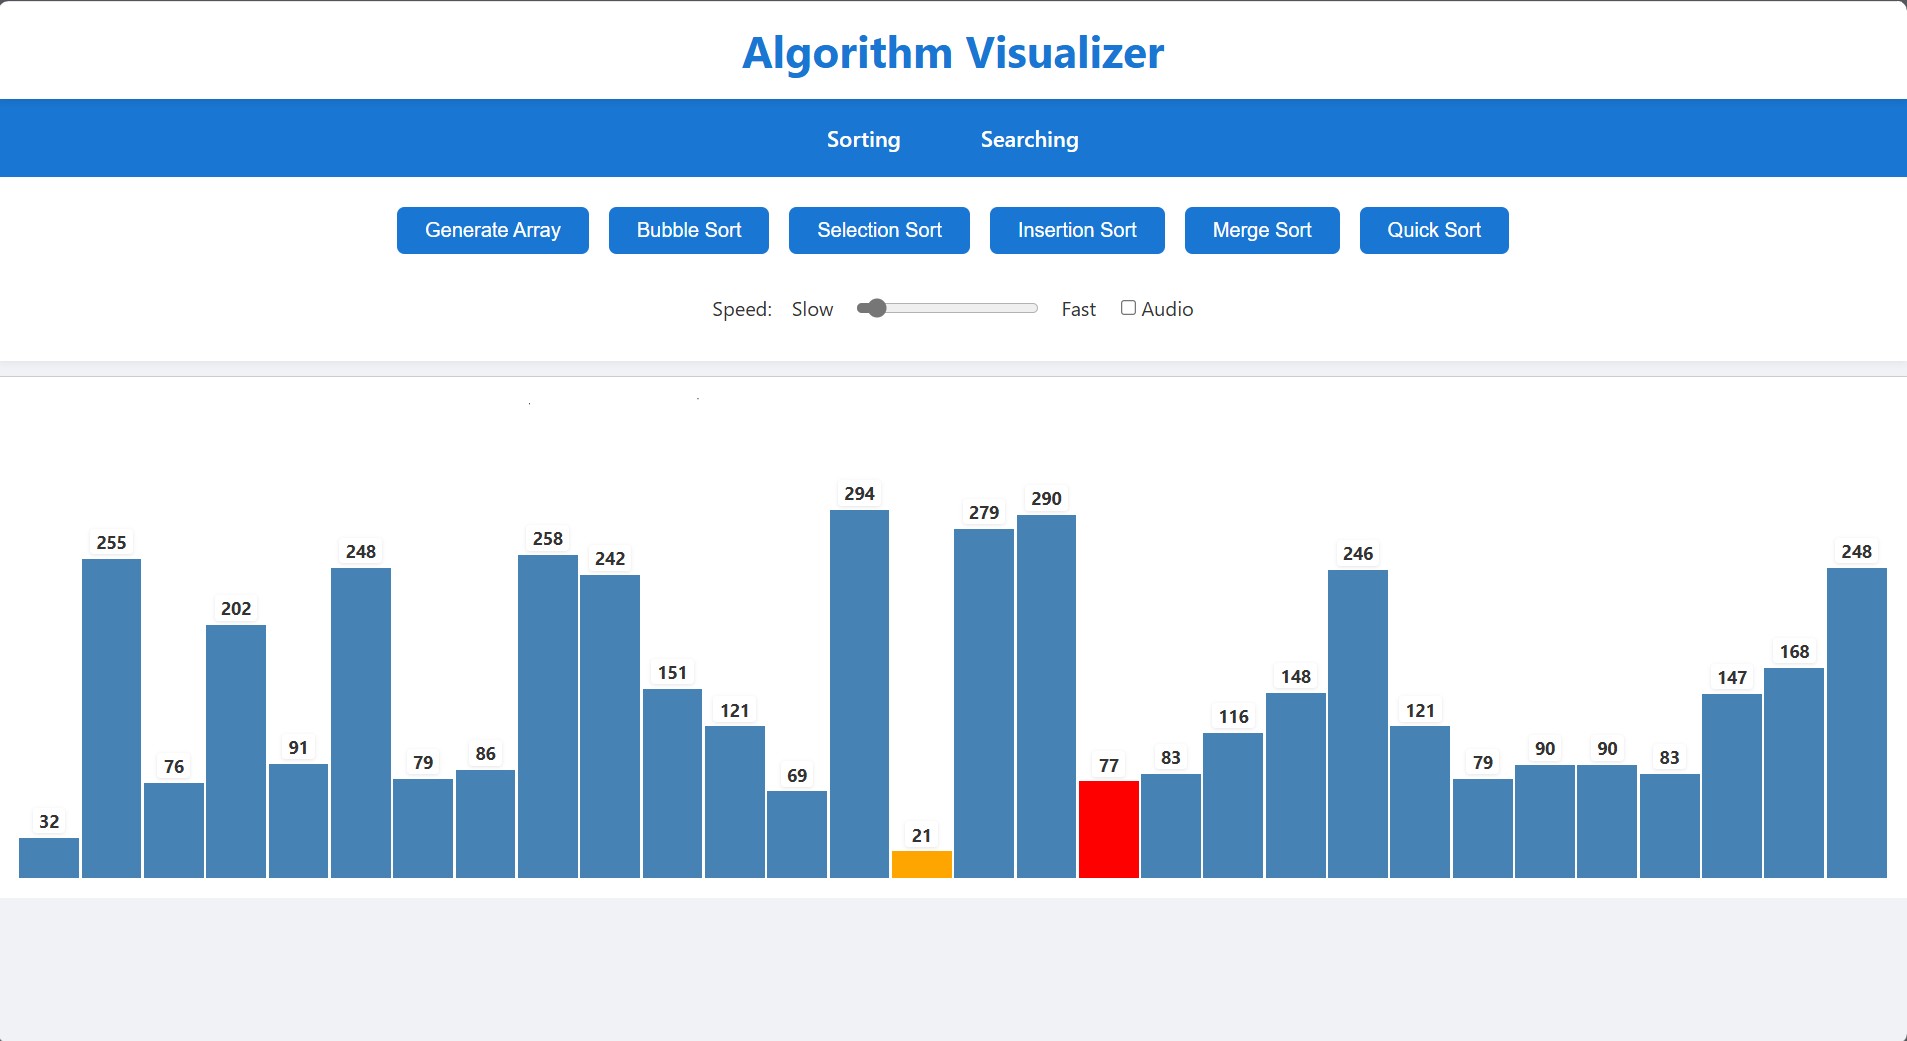 Algorithm Visualizer
Sorting Searching
Generate Array Bubble Sort Selection Sort Insertion Sort Merge Sort Quick Sort
Speed: Slow Fast Audio
32 255 76 202 91 248 79 86 258 242 151 121 69 294 21 279 290 77 83 116 148 246 121 79 90 90 83 147 168 248